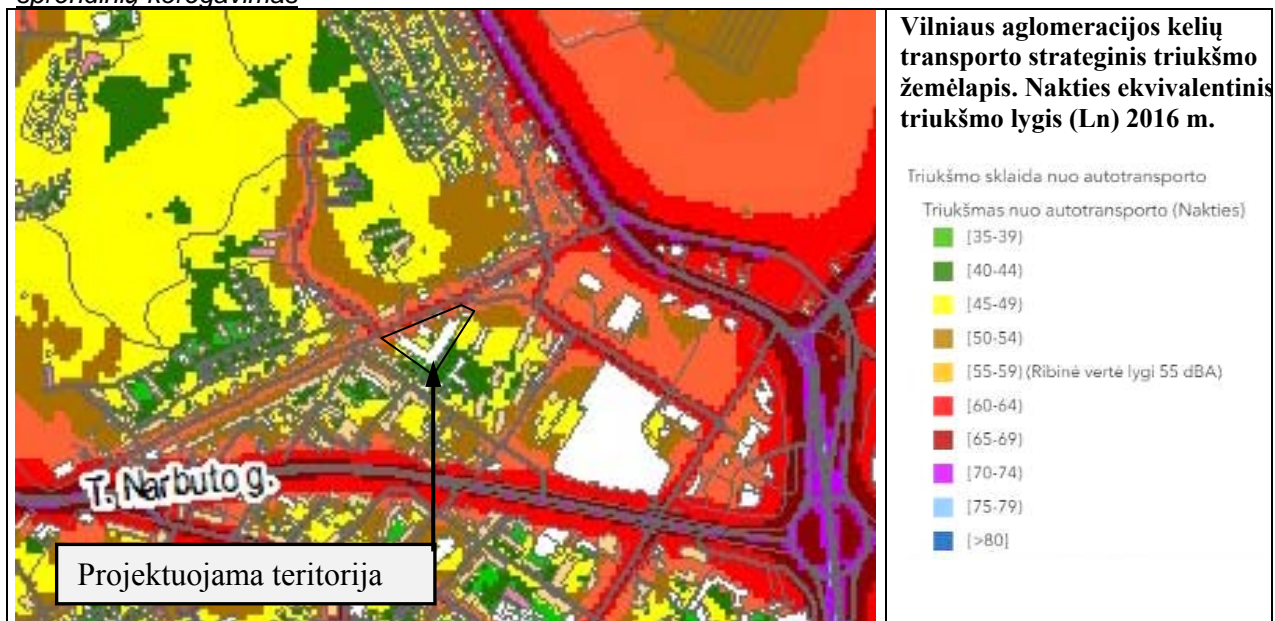 sprendinių koregavimas
Vilniaus aglomeracijos kelių
transporto strateginis triukšmo
žemėlapis. Nakties ekvivalentinis
triukšmo lygis (Ln) 2016 m.
Triukšmo sklaida nuo autotransporto
Triukšmas nuo autotransporto (Nakties)
[35-39)
[40-44)
[45-49)
[50-54)
[55-59) (Ribinė vertė lygi 55 dBA)
[60-64)
[65-69)
[70-74)
[75-79)
[>80]
T. Narbuto g.
Projektuojama teritorija